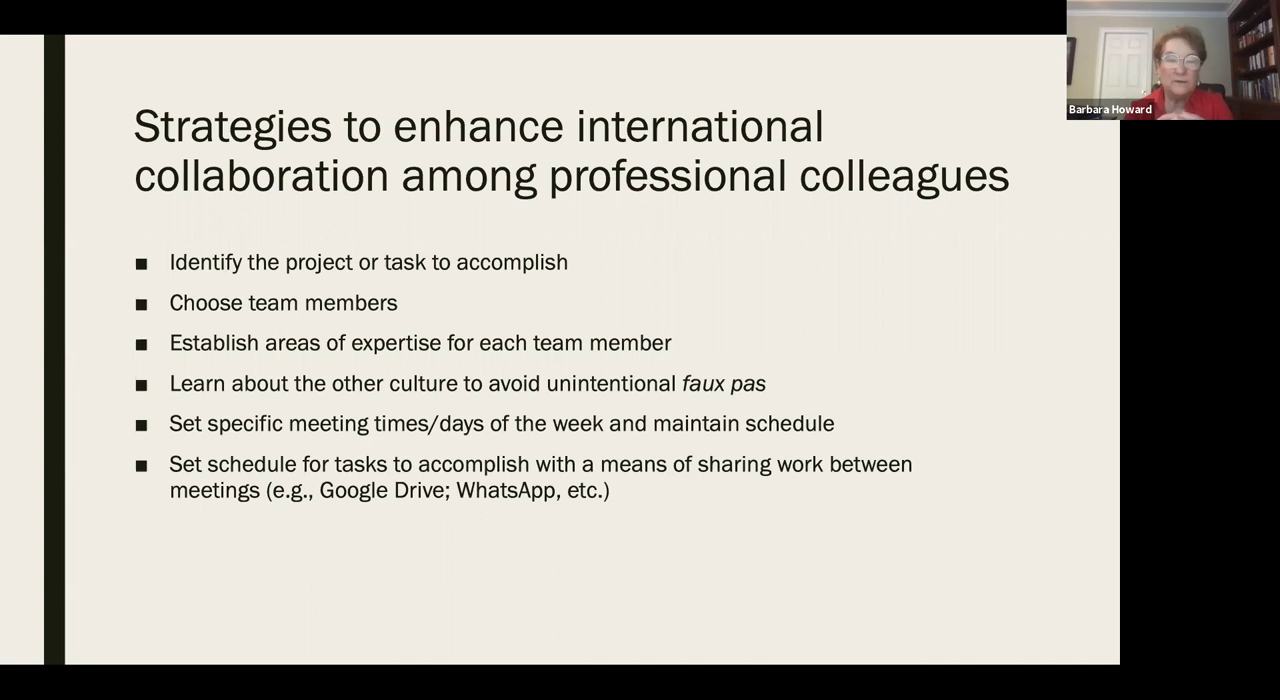 Strategies to enhance international
collaboration among professional colleagues
■ Identify the project or task to accomplish
■ Choose team members
■ Establish areas of expertise for each team member
■ Learn about the other culture to avoid unintentional faux pas
■ Set specific meeting times/days of the week and maintain schedule
■ Set schedule for tasks to accomplish with a means of sharing work between
meetings (e.g., Google Drive; WhatsApp, etc.)
Barbara Howard